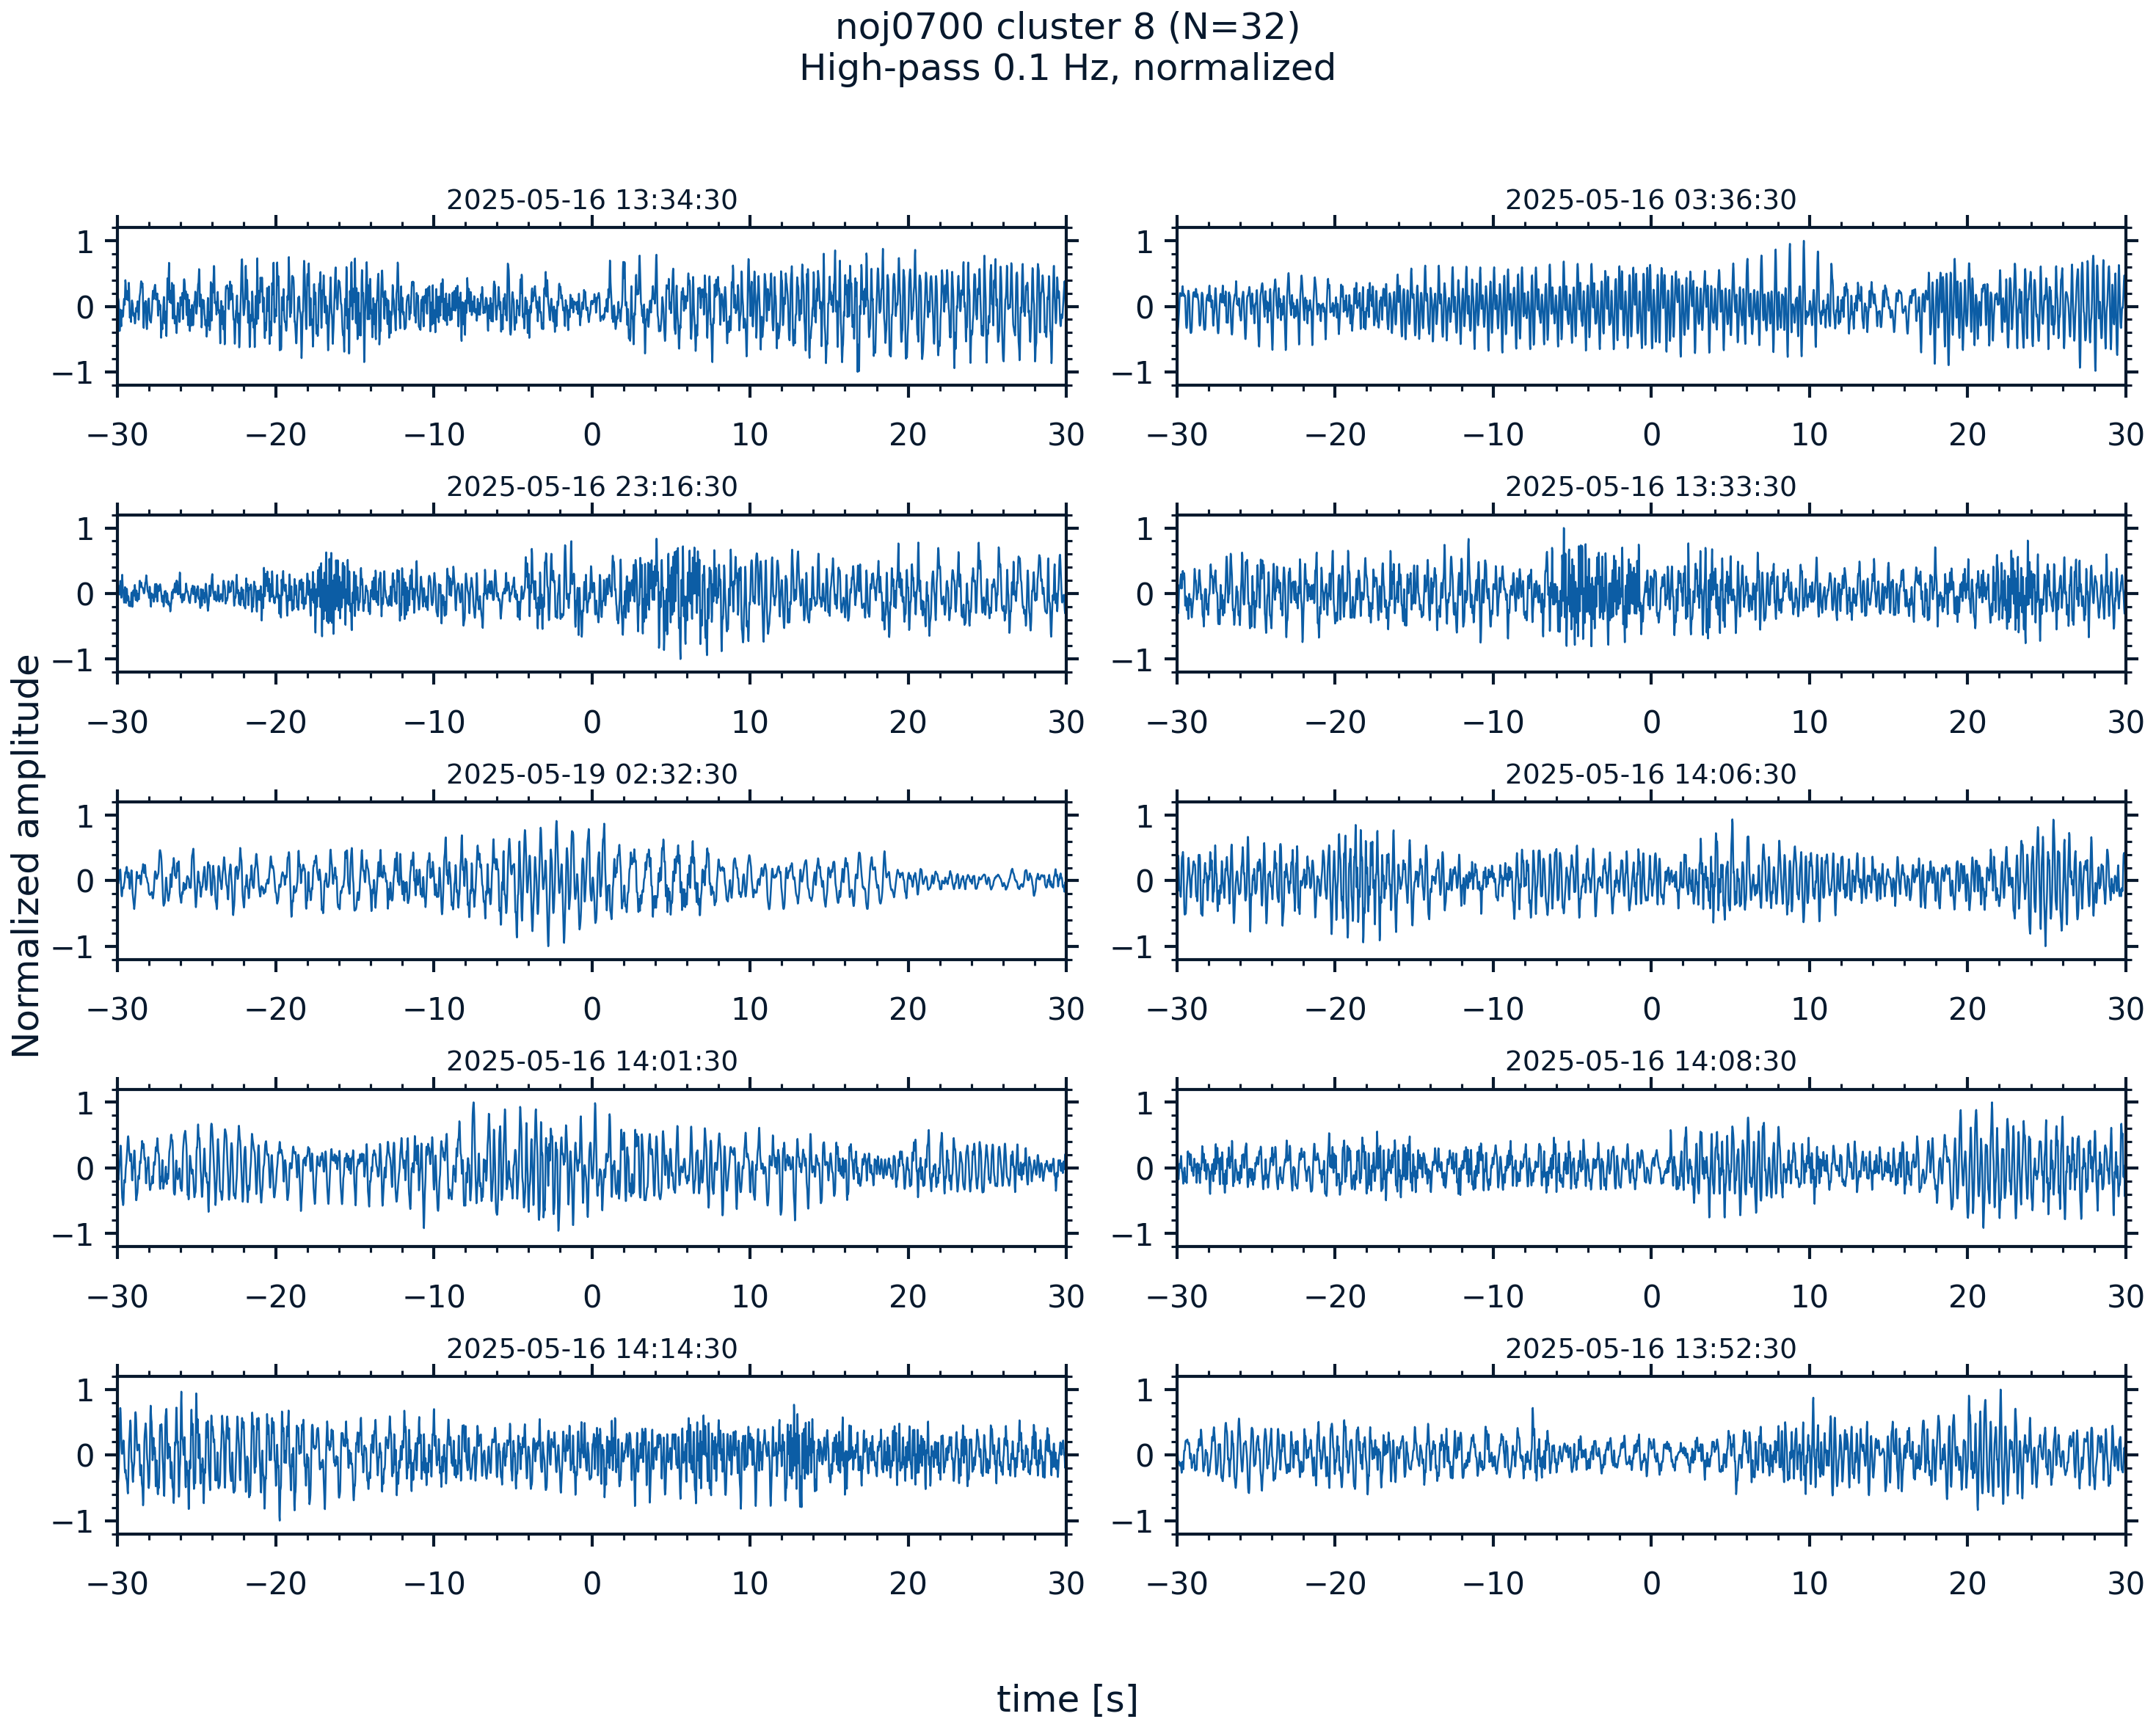 noj0700 cluster 8 (N=32)
High-pass 0.1 Hz, normalized
2025-05-16 13:34:30
1
0
−1
−30 −20 −10 0 10 20 30
2025-05-16 03:36:30
1
0
−1
−30 −20 −10 0 10 20 30
2025-05-16 23:16:30
1
0
−1
−30 −20 −10 0 10 20 30
2025-05-16 13:33:30
1
0
−1
−30 −20 −10 0 10 20 30
2025-05-19 02:32:30
1
0
−1
−30 −20 −10 0 10 20 30
2025-05-16 14:06:30
1
0
−1
−30 −20 −10 0 10 20 30
2025-05-16 14:01:30
1
0
−1
−30 −20 −10 0 10 20 30
2025-05-16 14:08:30
1
0
−1
−30 −20 −10 0 10 20 30
2025-05-16 14:14:30
1
0
−1
−30 −20 −10 0 10 20 30
2025-05-16 13:52:30
1
0
−1
−30 −20 −10 0 10 20 30
Normalized amplitude
time [s]